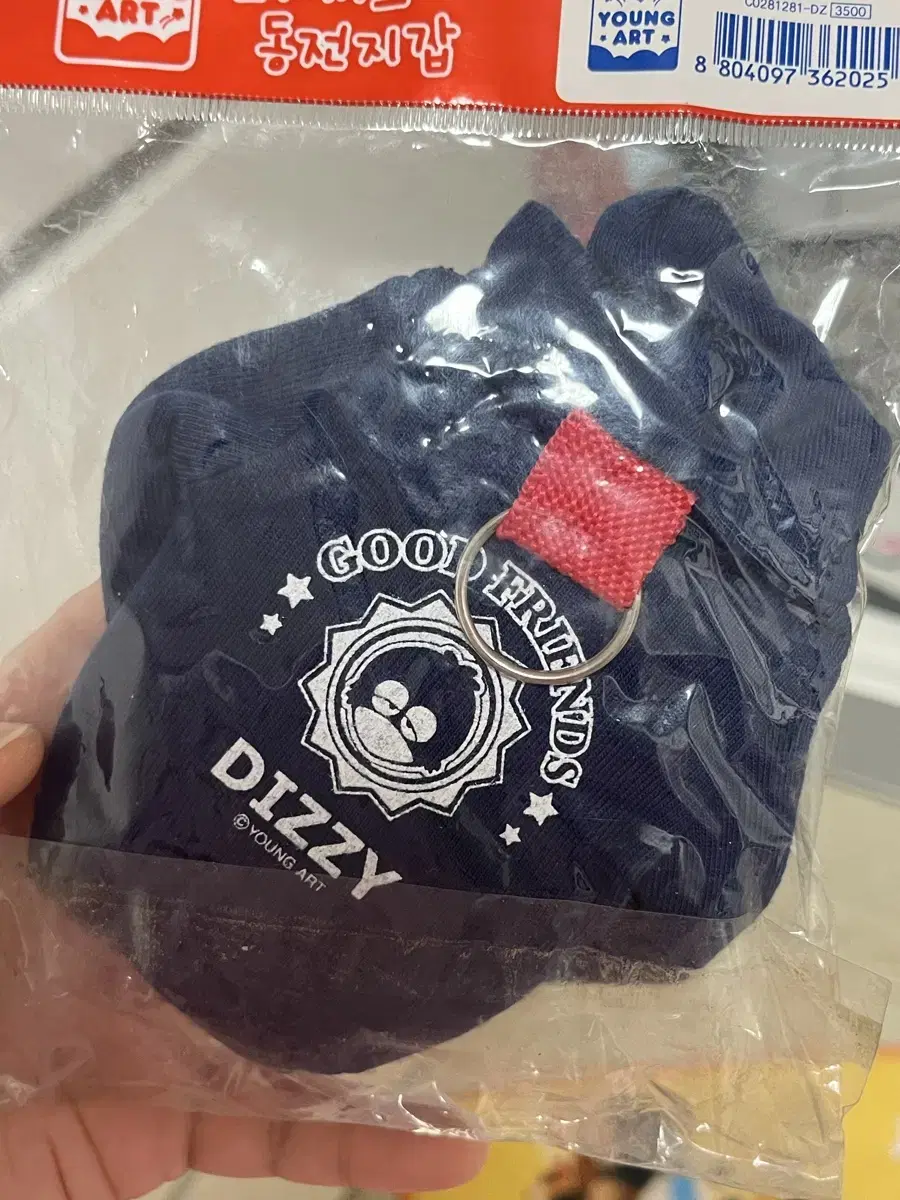 ART
동전지갑
YOUNG
ART
C0281281-DZ 3500
8 804097 362025
GOOD FRIENDS
DIZZY
©YOUNG ART